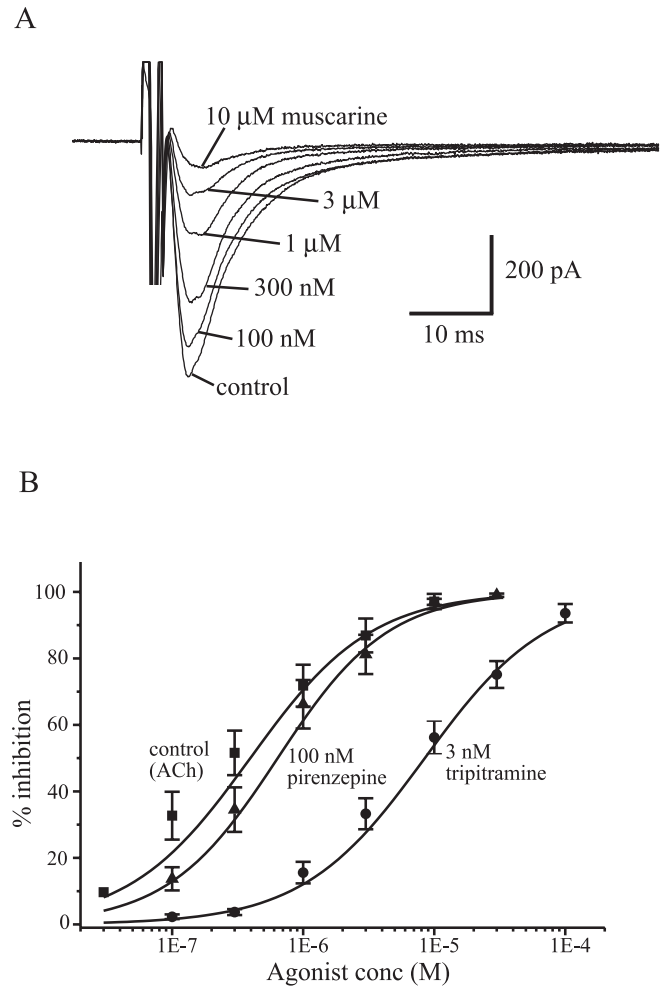 A
10 μM muscarine
3 μM
1 μM
300 nM
100 nM
control
200 pA
10 ms
B
100
80
60
40
20
0
% inhibition
control
(ACh)
100 nM
pirenzepine
3 nM
tripitramine
1E-7
1E-6
1E-5
1E-4
Agonist conc (M)